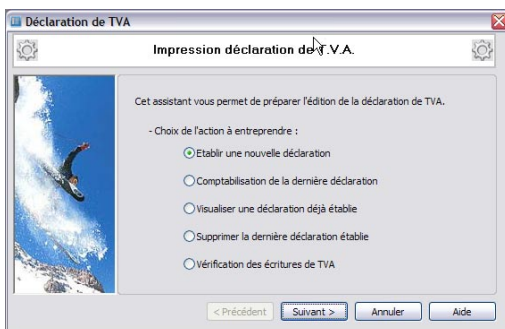 Déclaration de TVA
Impression déclaration de T.V.A.
Cet assistant vous permet de préparer l'édition de la déclaration de TVA.
- Choix de l'action à entreprendre :
Etablir une nouvelle déclaration
Comptabilisation de la dernière déclaration
Visualiser une déclaration déjà établie
Supprimer la dernière déclaration établie
Vérification des écritures de TVA
< Précédent Suivant > Annuler Aide